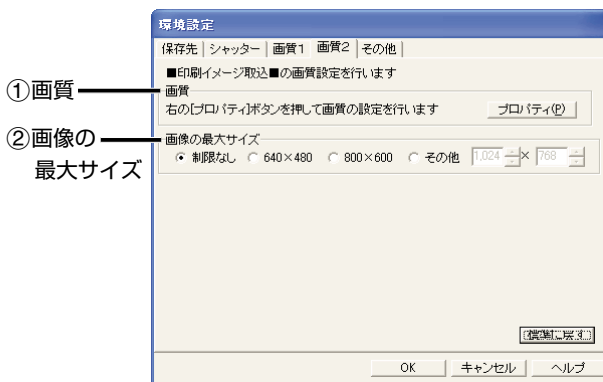 環境設定
保存先 シャッター 画質1 画質2 その他
■印刷イメージ取込■の画質設定を行います
①画質
画質
右の[プロパティ]ボタンを押して画質の設定を行います プロパティ(P)
②画像の
最大サイズ
画像の最大サイズ
制限なし 640×480 800×600 その他 1,024 × 768
標準に戻す
OK キャンセル ヘルプ